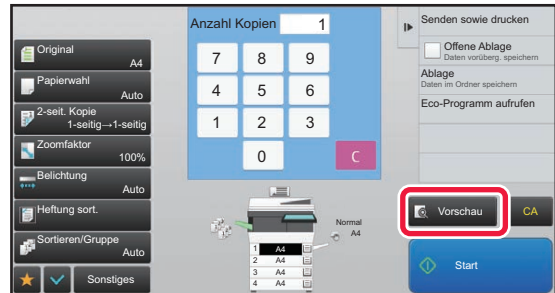 Original
A4
Papierwahl
Auto
2-seit. Kopie
1-seitig→1-seitig
Zoomfaktor
100%
Belichtung
Auto
Heftung sort.
Sortieren/Gruppe
Auto
Sonstiges
Anzahl Kopien 1
7 8 9
4 5 6
1 2 3
0 C
Normal
A4
1 A4
2 A4
3 A4
4 A4
Senden sowie drucken
Offene Ablage
Daten vorüberg. speichern
Ablage
Daten im Ordner speichern
Eco-Programm aufrufen
Vorschau
CA
Start